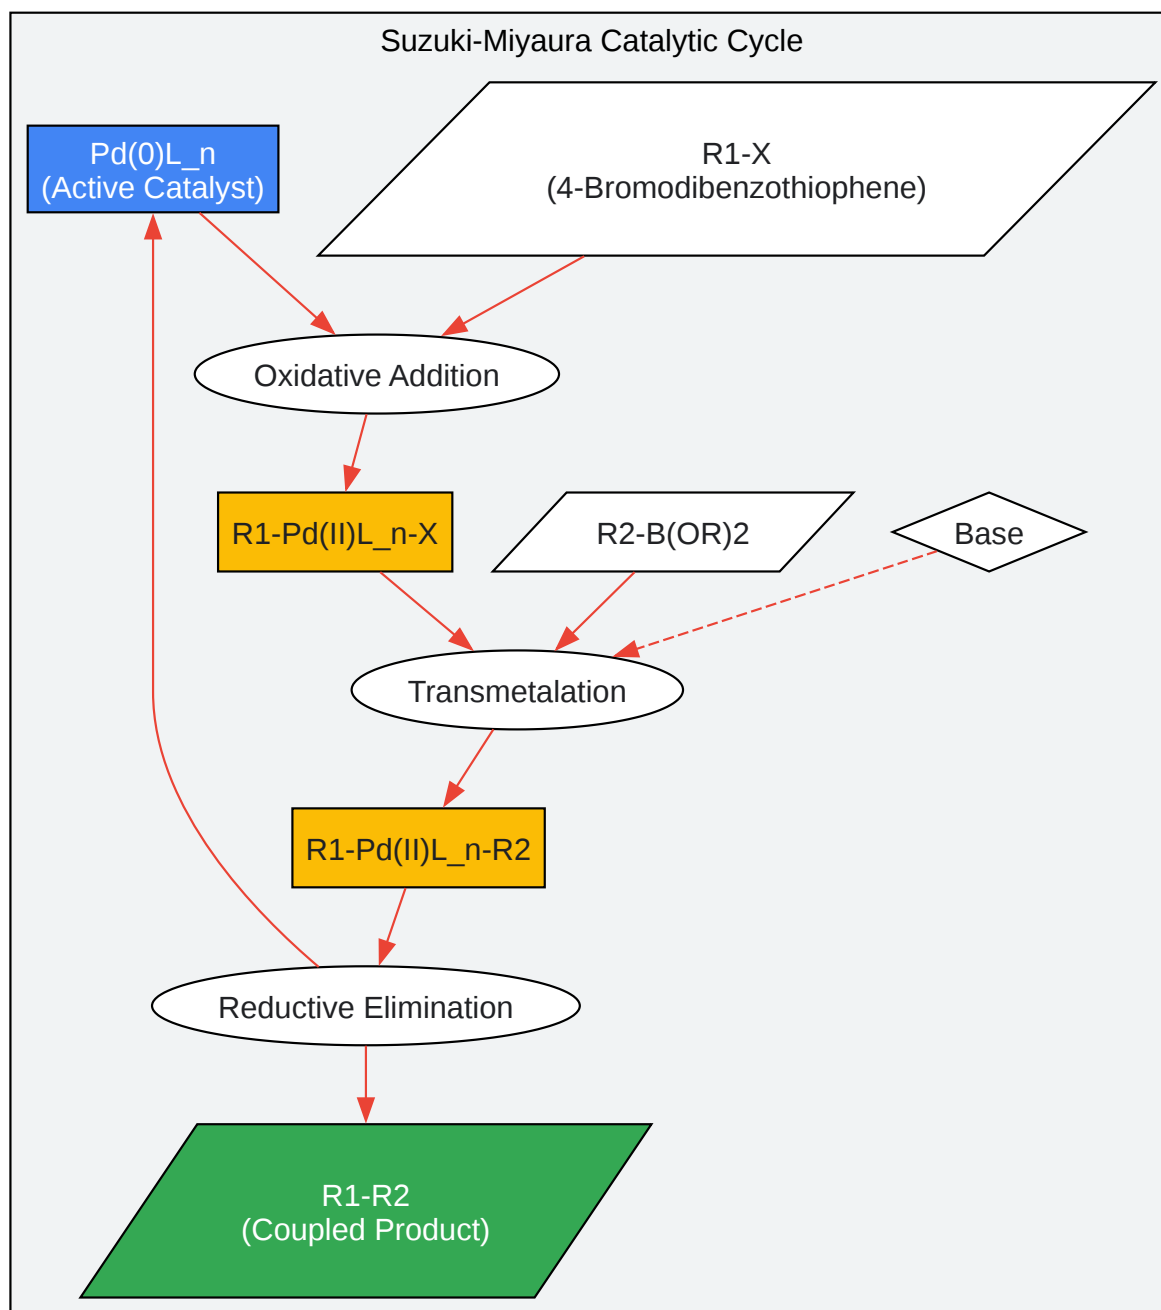 Suzuki-Miyaura Catalytic Cycle
Pd(0)L_n
(Active Catalyst)
R1-X
(4-Bromodibenzothiophene)
Oxidative Addition
R1-Pd(II)L_n-X
R2-B(OR)2
Base
Transmetalation
R1-Pd(II)L_n-R2
Reductive Elimination
R1-R2
(Coupled Product)